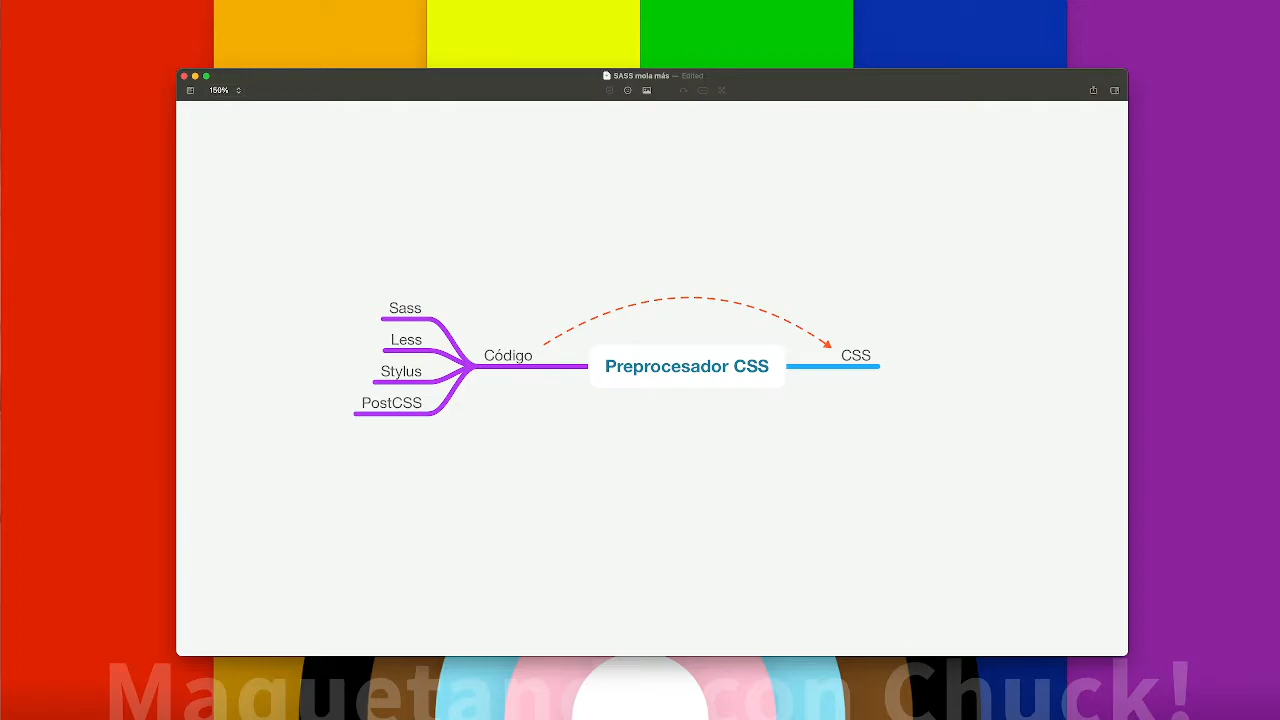 SASS mola más — Edited
150%
Sass
Less
Código
Preprocesador CSS
CSS
Stylus
PostCSS
Maquetando con Chuck!